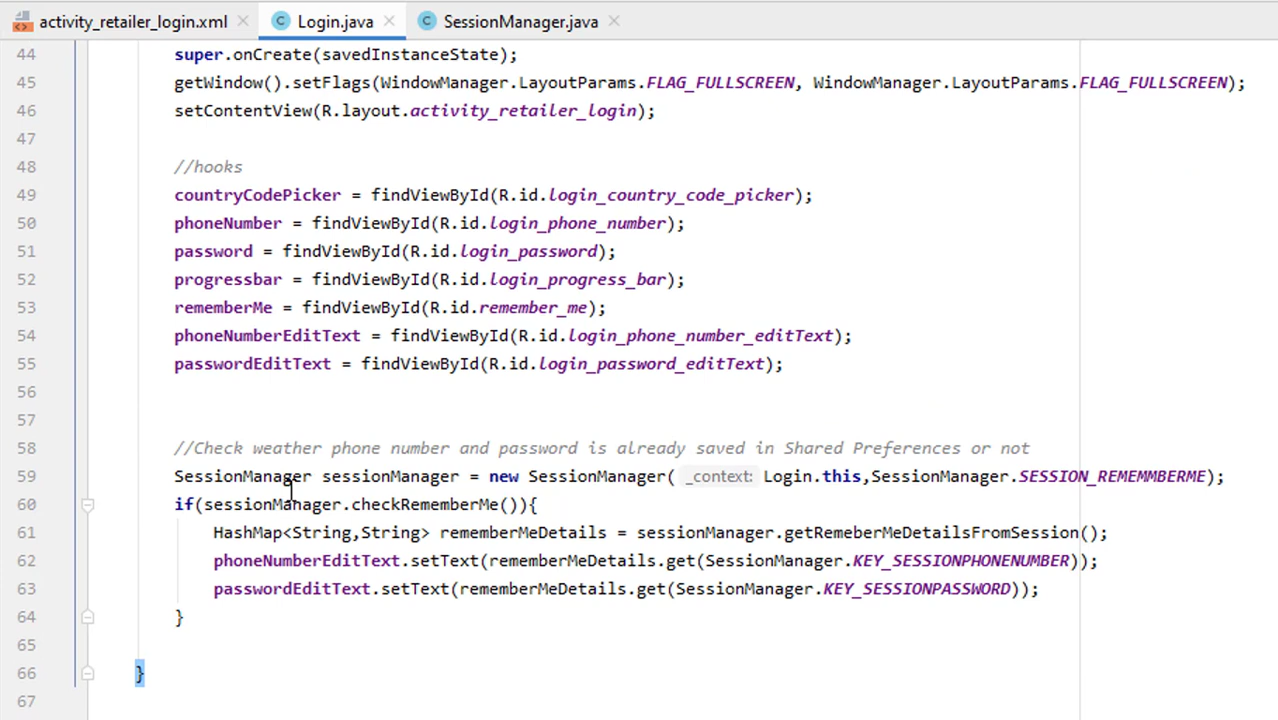 activity_retailer_login.xml Login.java SessionManager.java
44 super.onCreate(savedInstanceState);
45 getWindow().setFlags(WindowManager.LayoutParams.FLAG_FULLSCREEN, WindowManager.LayoutParams.FLAG_FULLSCREEN);
46 setContentView(R.layout.activity_retailer_login);
47
48 //hooks
49 countryCodePicker = findViewById(R.id.login_country_code_picker);
50 phoneNumber = findViewById(R.id.login_phone_number);
51 password = findViewById(R.id.login_password);
52 progressbar = findViewById(R.id.login_progress_bar);
53 rememberMe = findViewById(R.id.remember_me);
54 phoneNumberEditText = findViewById(R.id.login_phone_number_editText);
55 passwordEditText = findViewById(R.id.login_password_editText);
56
57
58 //Check weather phone number and password is already saved in Shared Preferences or not
59 SessionManager sessionManager = new SessionManager( _context: Login.this,SessionManager.SESSION_REMEMMBERME);
60 if(sessionManager.checkRememberMe()){
61 HashMap<String,String> rememberMeDetails = sessionManager.getRemeberMeDetailsFromSession();
62 phoneNumberEditText.setText(rememberMeDetails.get(SessionManager.KEY_SESSIONPHONENUMBER));
63 passwordEditText.setText(rememberMeDetails.get(SessionManager.KEY_SESSIONPASSWORD));
64 }
65
66 }
67